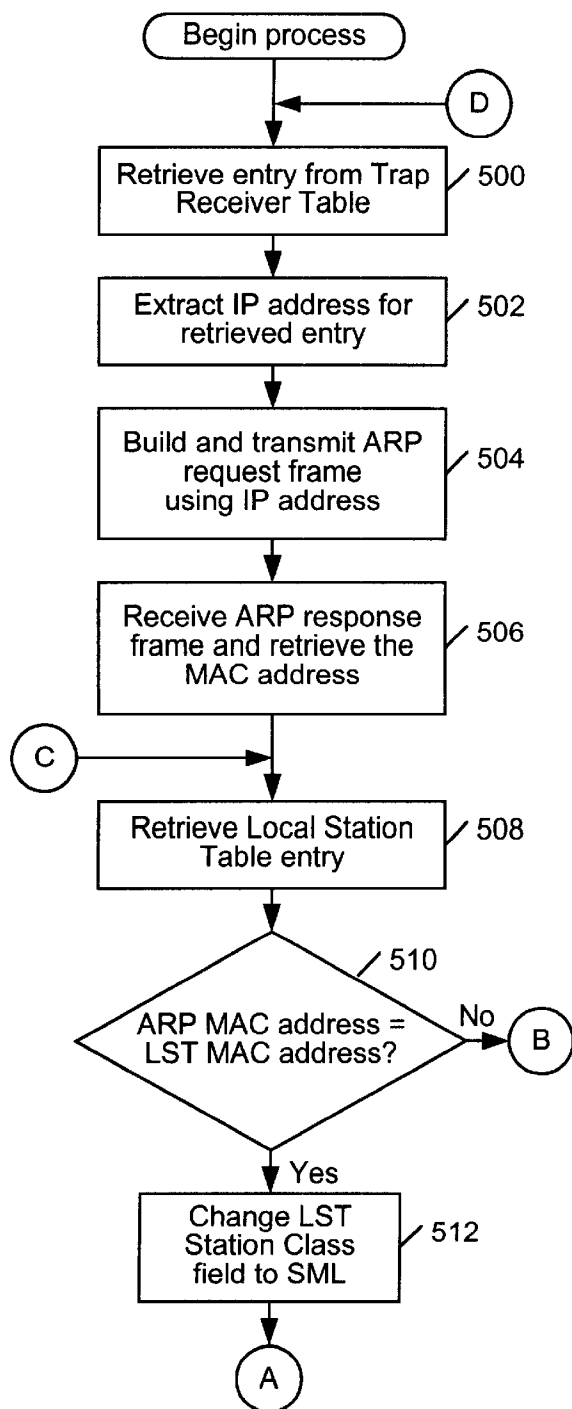 Begin process
D
Retrieve entry from Trap
Receiver Table
500
Extract IP address for
retrieved entry
502
Build and transmit ARP
request frame
using IP address
504
Receive ARP response
frame and retrieve the
MAC address
506
C
Retrieve Local Station
Table entry
508
510
ARP MAC address =
LST MAC address?
No
B
Yes
Change LST
Station Class
field to SML
512
A